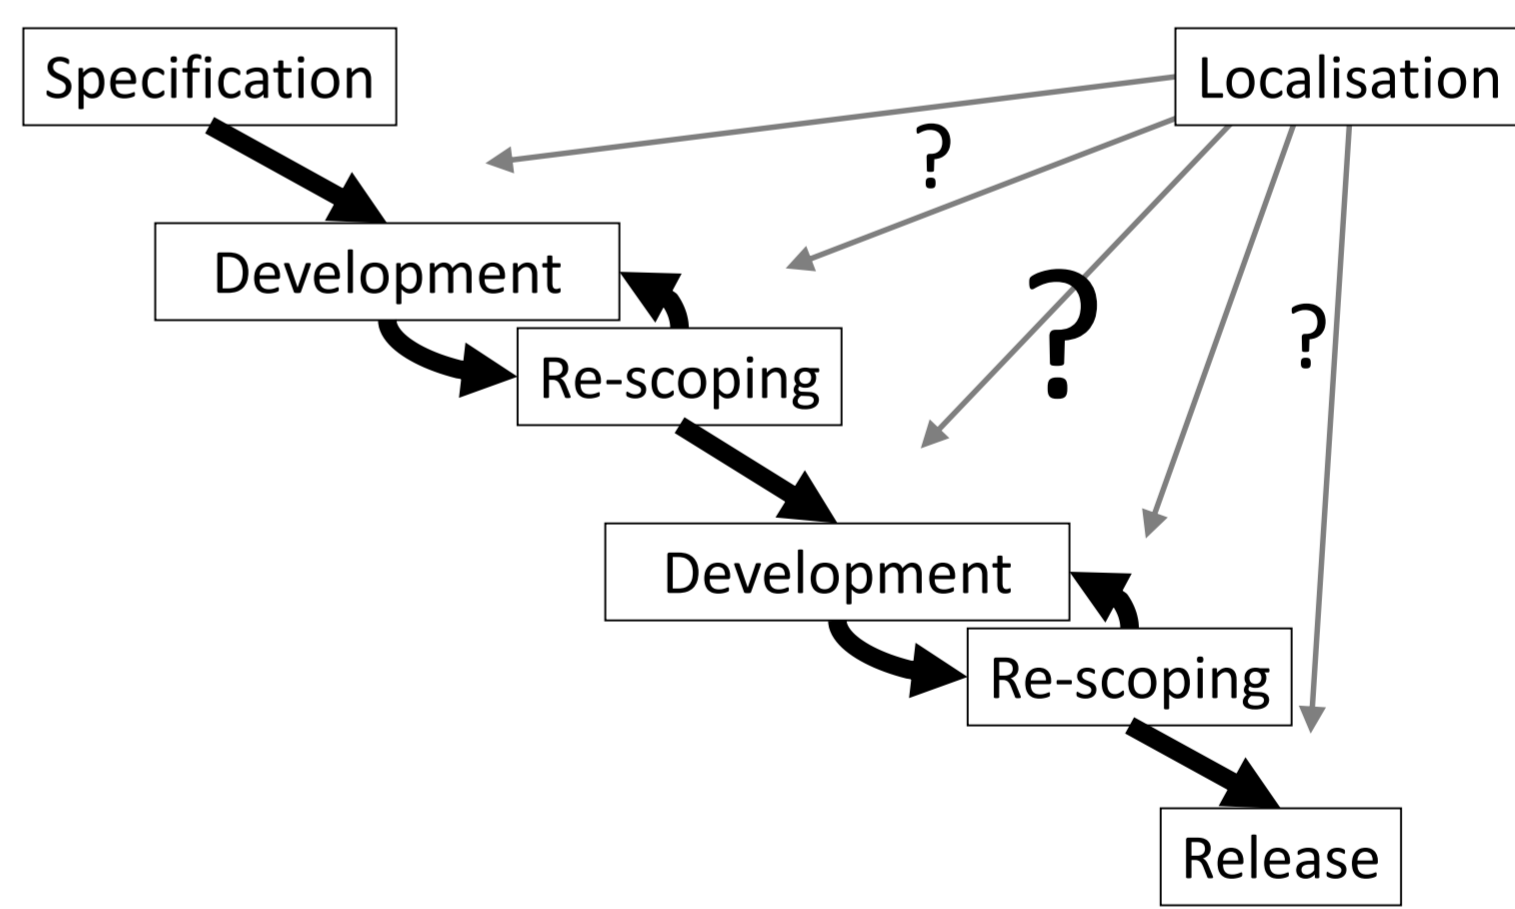 Specification
Localisation
?
Development
?
?
Re-scoping
Development
Re-scoping
Release